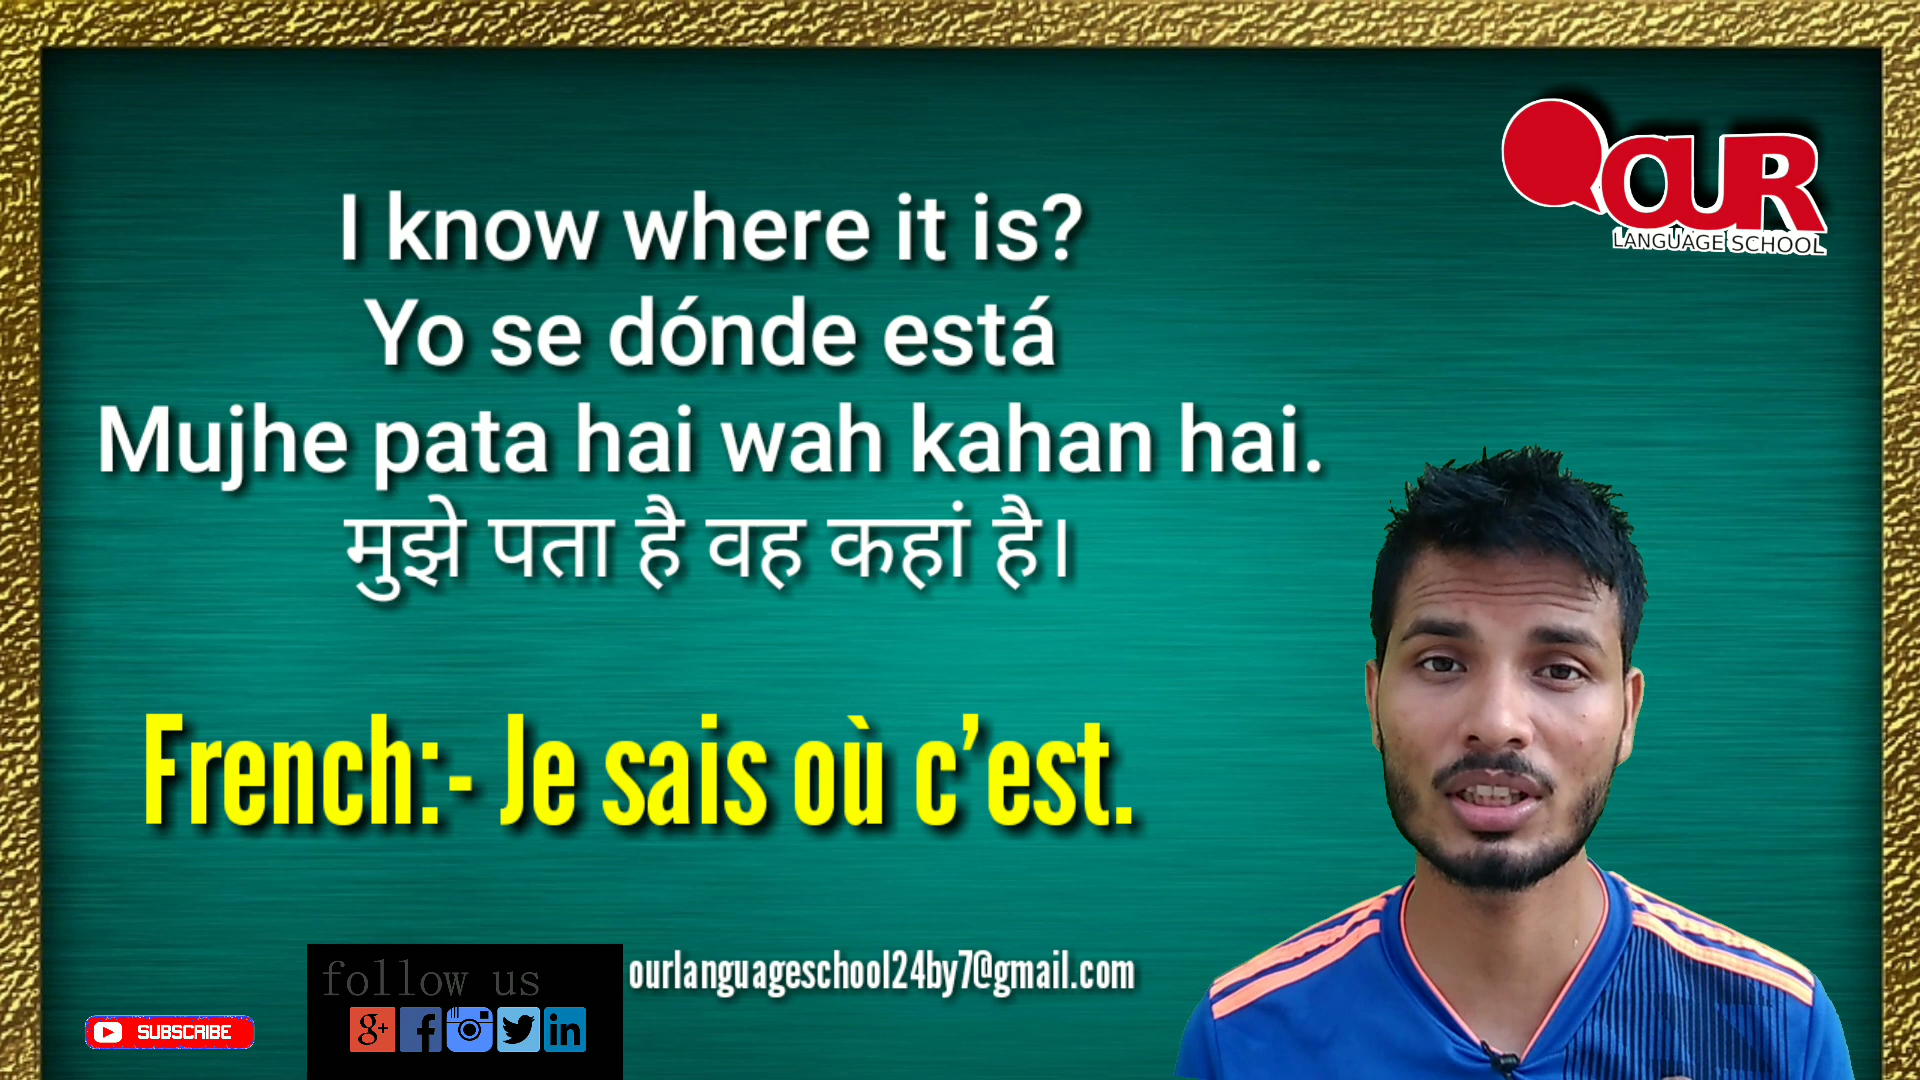 OUR
LANGUAGE SCHOOL
I know where it is?
Yo se dónde está
Mujhe pata hai wah kahan hai.
मुझे पता है वह कहां है।
French:- Je sais où c’est.
follow us
ourlanguageschool24by7@gmail.com
SUBSCRIBE
g+ f in